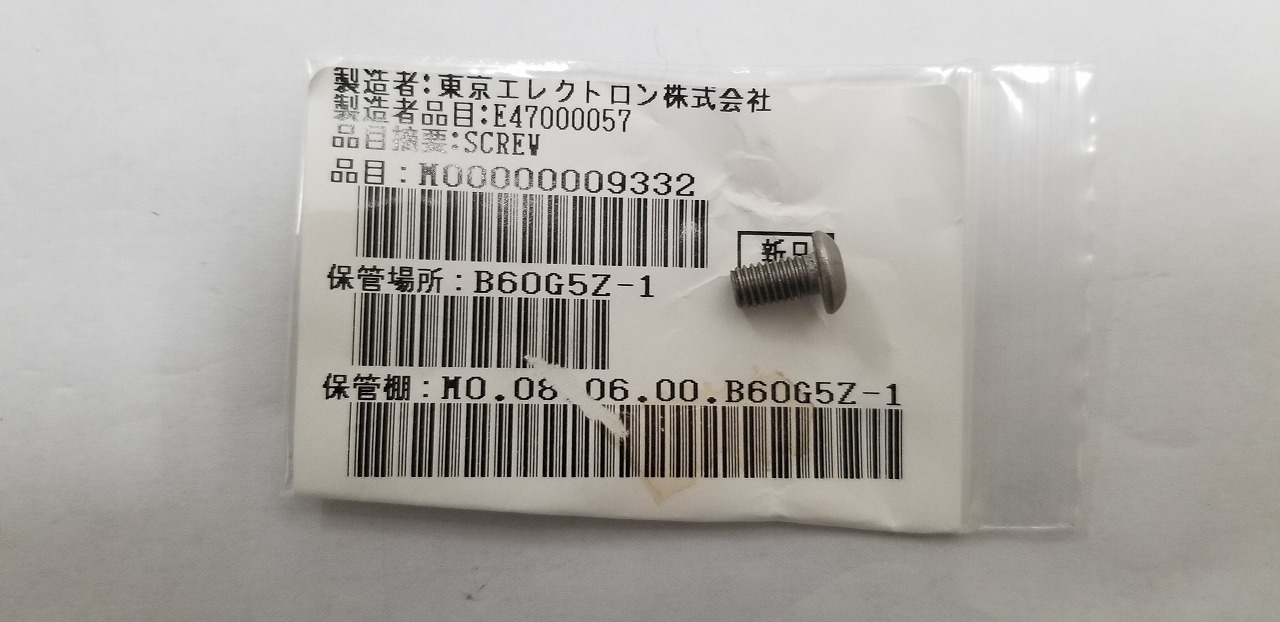 製造者:東京エレクトロン株式会社
製造者品目:E47000057
品目摘要:SCREW
品目:M00000009332
新品
保管場所:B60G5Z-1
保管棚:M0.08.06.00.B60G5Z-1